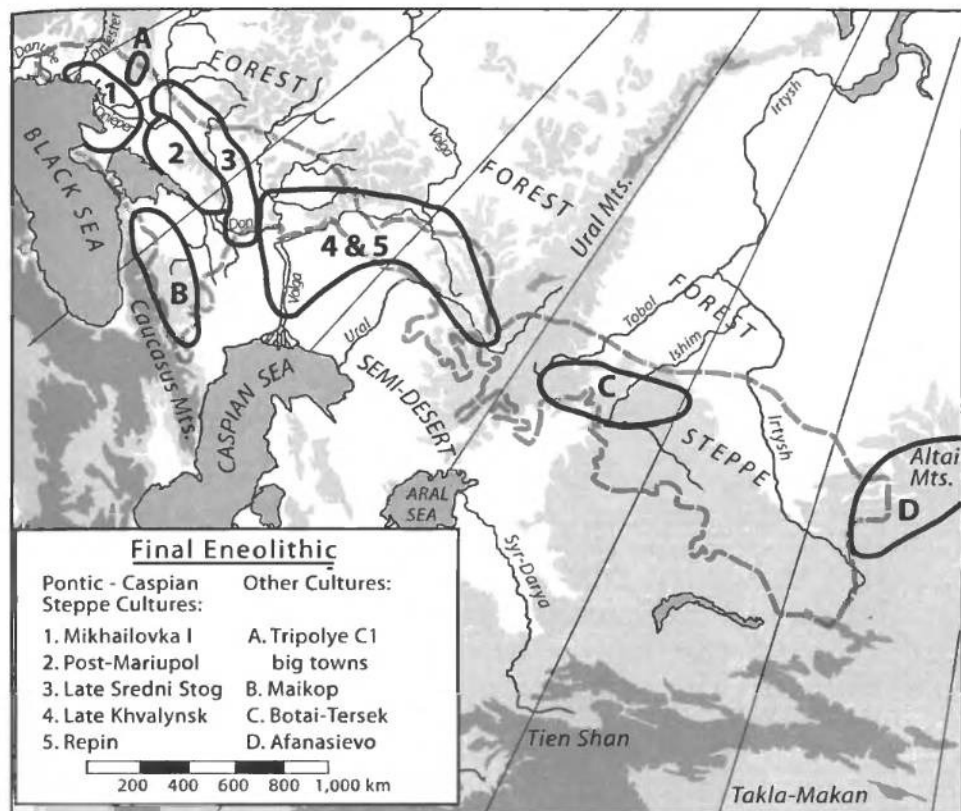 Danube
Dniester
A
FOREST
1
Dnieper
2
3
Volga
Irtysh
BLACK SEA
FOREST
Ural Mts.
Don
4 & 5
B
Volga
Ural
Caucasus Mts.
CASPIAN SEA
SEMI-DESERT
Tobol
FOREST
Ishim
C
STEPPE
Irtysh
Altai
Mts.
D
ARAL
SEA
Syr-Darya
Tien Shan
Takla-Makan
Final Eneolithic
Pontic - Caspian
Steppe Cultures:
1. Mikhailovka I
2. Post-Mariupol
3. Late Sredni Stog
4. Late Khvalynsk
5. Repin
Other Cultures:
A. Tripolye C1
big towns
B. Maikop
C. Botai-Tersek
D. Afanasievo
200 400 600 800 1,000 km